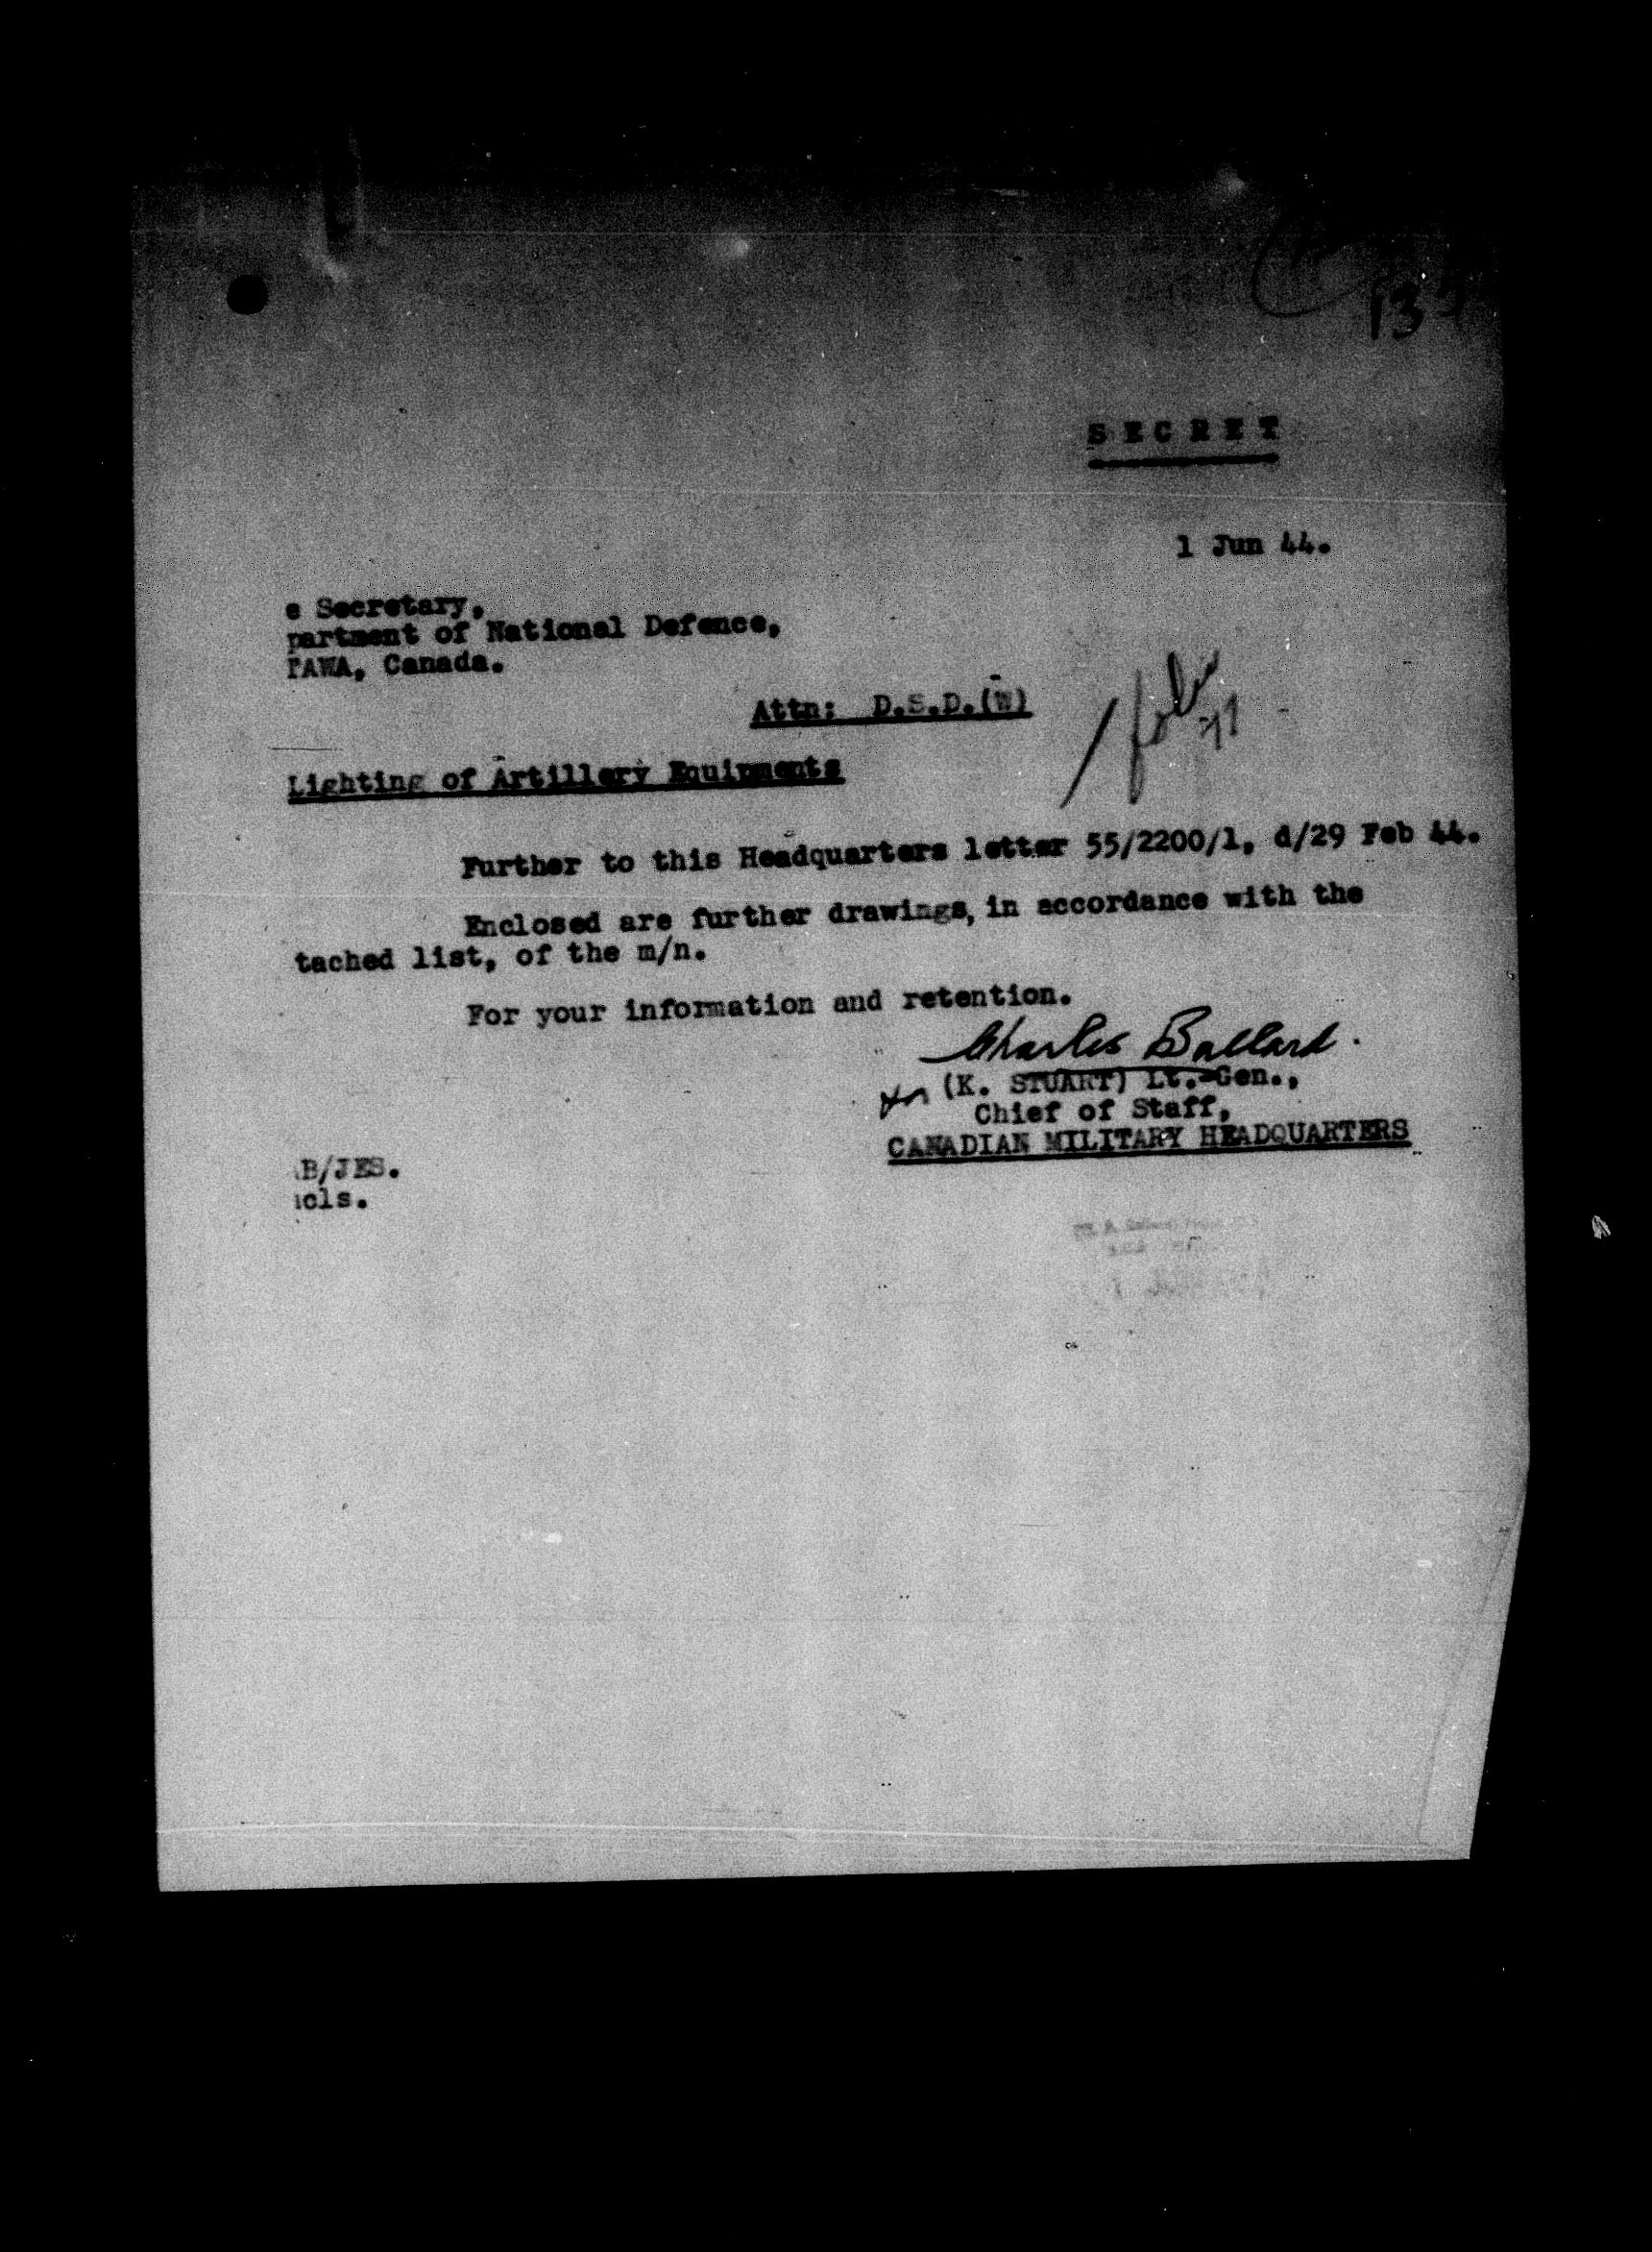 135
S E C R E T
1 Jun 44.
e Secretary,
partment of National Defence,
TAWA, Canada.
Attn: D.S.D.(W)
Lighting of Artillery Equipments
Further to this Headquarters letter 55/2200/1, d/29 Feb 44.
Enclosed are further drawings, in accordance with the
tached list, of the m/n.
For your information and retention.
Charles Ballard.
for (K. STUART) Lt.-Gen.,
Chief of Staff,
CANADIAN MILITARY HEADQUARTERS
B/JES.
cls.